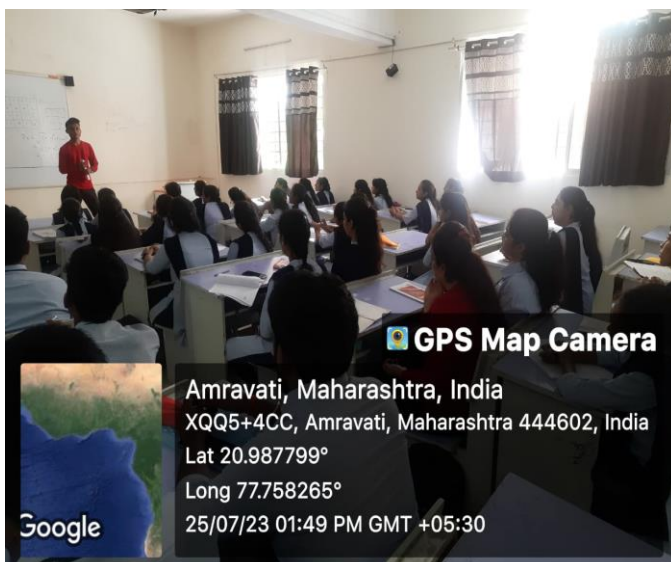 GPS Map Camera
Amravati, Maharashtra, India
XQQ5+4CC, Amravati, Maharashtra 444602, India
Lat 20.987799°
Long 77.758265°
25/07/23 01:49 PM GMT +05:30
Google